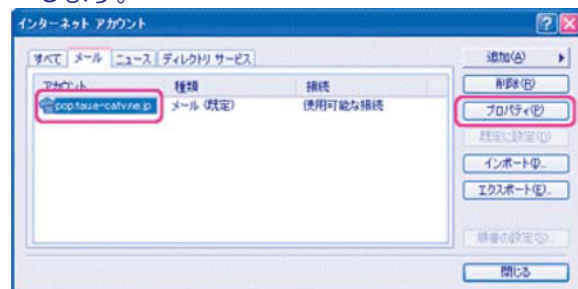 します。
インターネット アカウント
すべて メール ニュース ディレクトリ サービス
アカウント 種類 接続
pop.taue-catv.ne.jp メール (既定) 使用可能な接続
追加(A)
削除(R)
プロパティ(P)
既定に設定(D)
インポート(I)...
エクスポート(E)...
順番の設定(S)...
閉じる